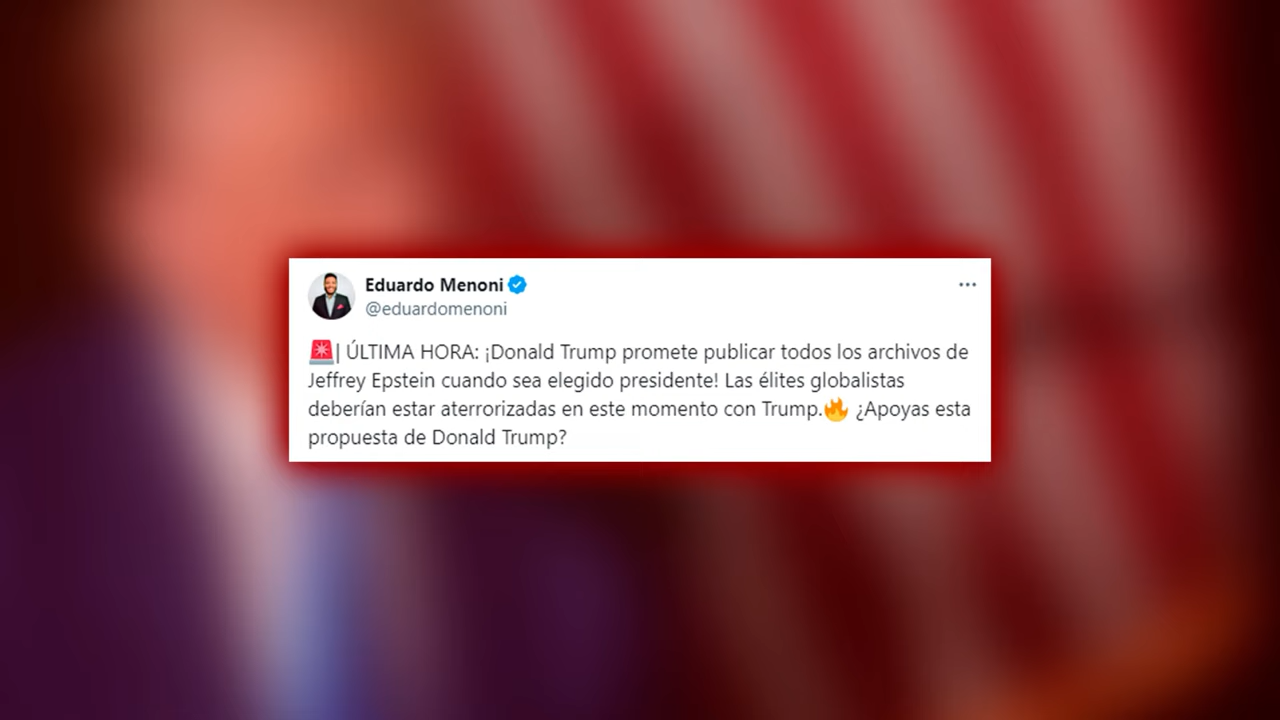 Eduardo Menoni
@eduardomenoni
🚨| ÚLTIMA HORA: ¡Donald Trump promete publicar todos los archivos de
Jeffrey Epstein cuando sea elegido presidente! Las élites globalistas
deberían estar aterrorizadas en este momento con Trump.🔥 ¿Apoyas esta
propuesta de Donald Trump?